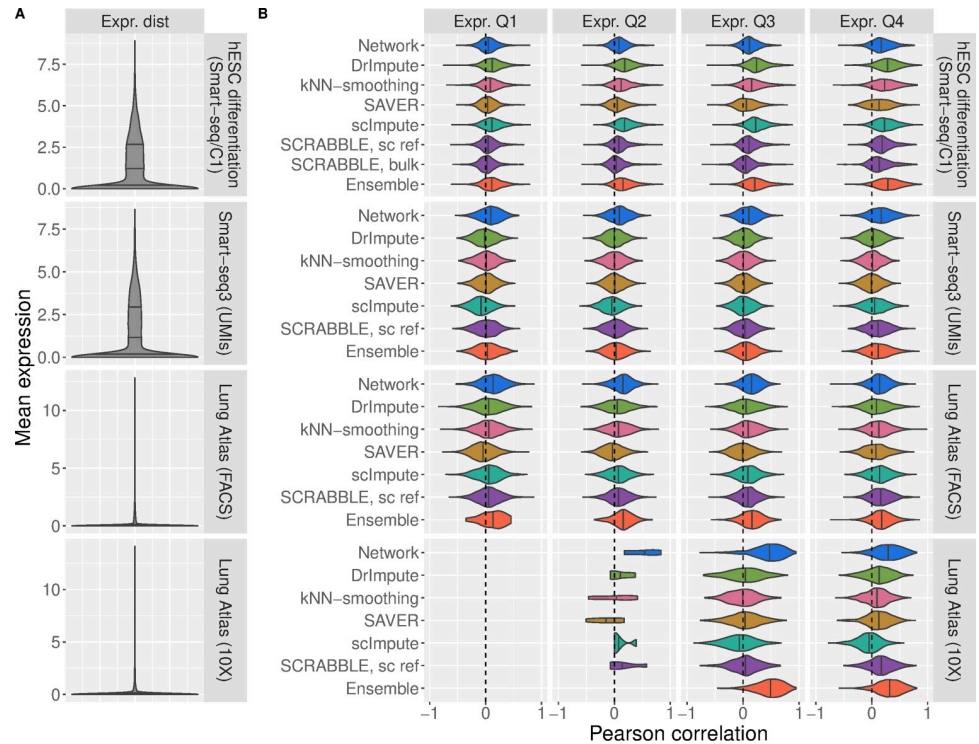 A
B
Expr. dist
Expr. Q1
Expr. Q2
Expr. Q3
Expr. Q4
Mean expression
7.5
5.0
2.5
0.0
hESC differentiation
(Smart−seq/C1)
Network
DrImpute
kNN−smoothing
SAVER
scImpute
SCRABBLE, sc ref
SCRABBLE, bulk
Ensemble
hESC differentiation
(Smart−seq/C1)
7.5
5.0
2.5
0.0
Smart−seq3 (UMIs)
Network
DrImpute
kNN−smoothing
SAVER
scImpute
SCRABBLE, sc ref
Ensemble
Smart−seq3 (UMIs)
10
5
0
Lung Atlas (FACS)
Network
DrImpute
kNN−smoothing
SAVER
scImpute
SCRABBLE, sc ref
Ensemble
Lung Atlas (FACS)
10
5
0
Lung Atlas (10X)
Network
DrImpute
kNN−smoothing
SAVER
scImpute
SCRABBLE, sc ref
Ensemble
Lung Atlas (10X)
−1 0 1 −1 0 1 −1 0 1 −1 0 1
Pearson correlation